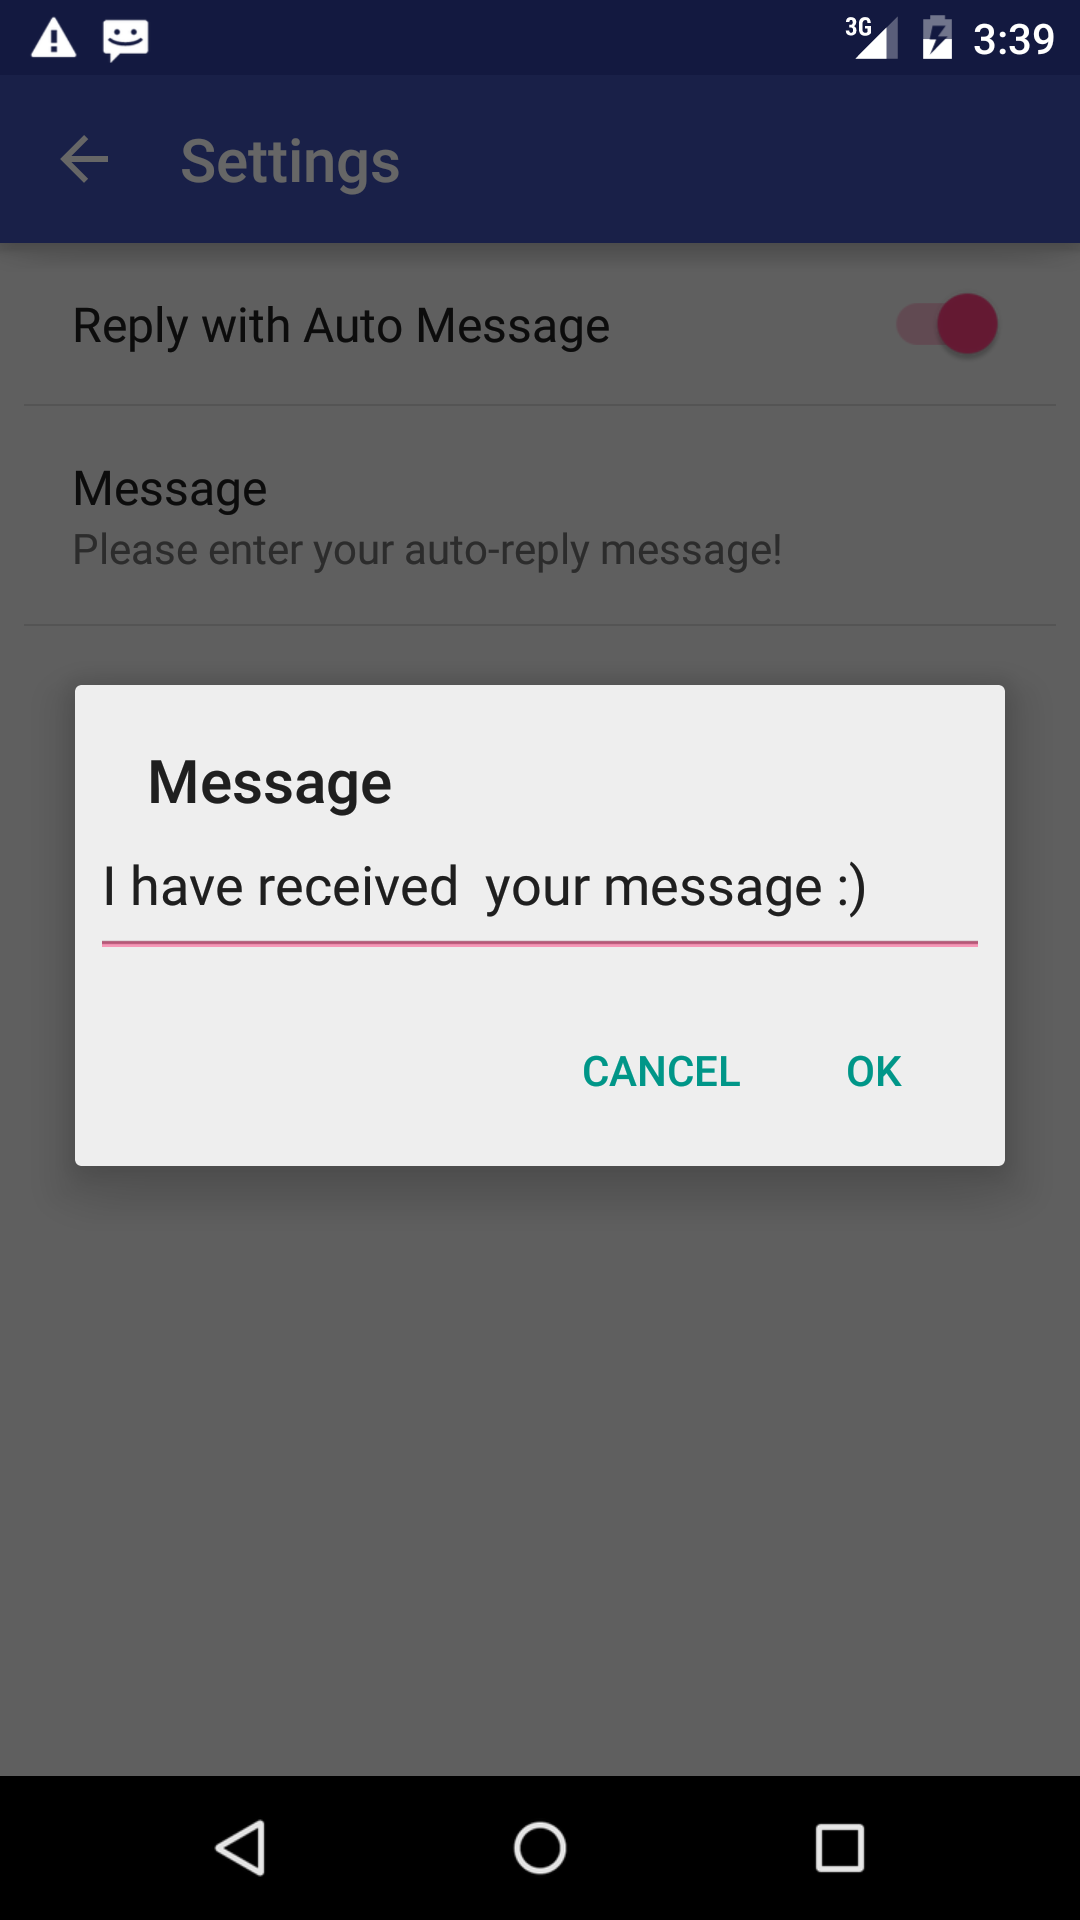 3G 3:39
Settings
Reply with Auto Message
Message
Please enter your auto-reply message!
Message
I have received  your message :)
CANCEL OK